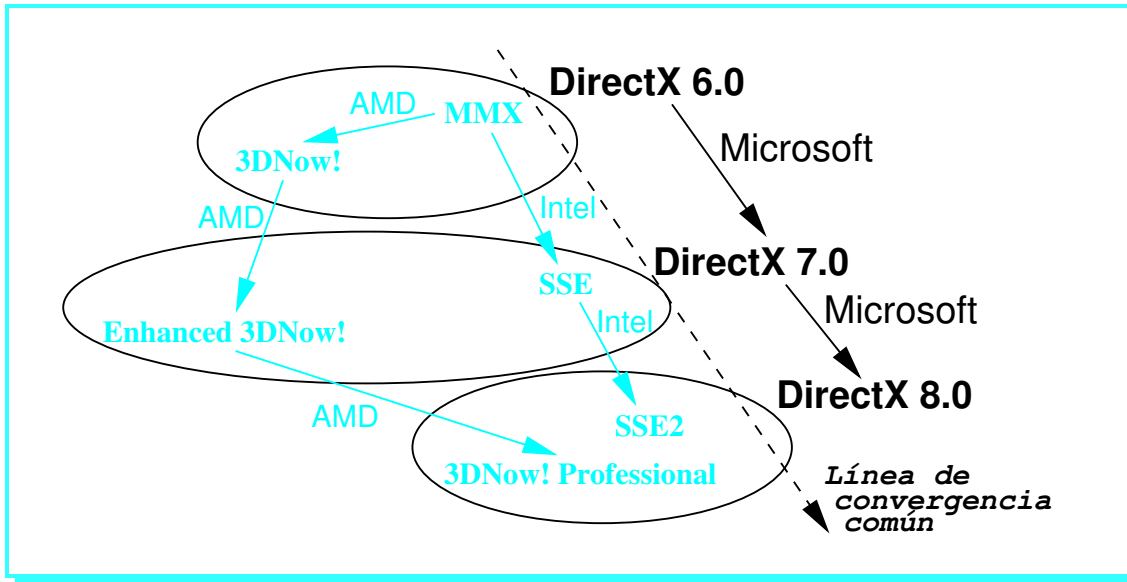 DirectX 6.0
AMD
MMX
Microsoft
3DNow!
AMD
Intel
DirectX 7.0
SSE
Enhanced 3DNow!
Intel
Microsoft
DirectX 8.0
AMD
SSE2
3DNow! Professional
Línea de
convergencia
común